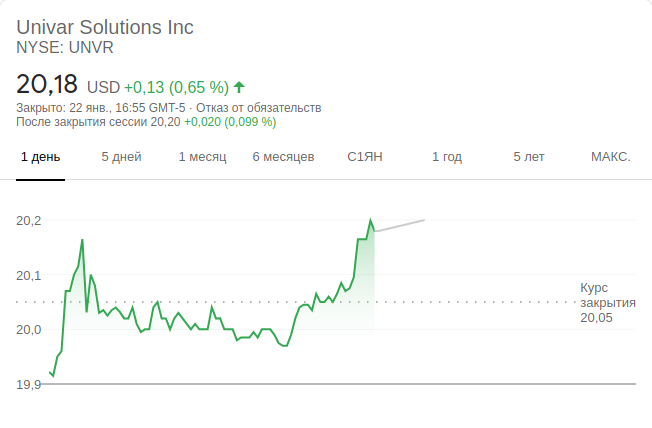 Univar Solutions Inc
NYSE: UNVR
20,18 USD +0,13 (0,65 %)
Закрыто: 22 янв., 16:55 GMT-5 · Отказ от обязательств
После закрытия сессии 20,20 +0,020 (0,099 %)
1 день 5 дней 1 месяц 6 месяцев С1ЯН 1 год 5 лет МАКС.
20,2
20,1
Курс
закрытия
20,05
20,0
19,9